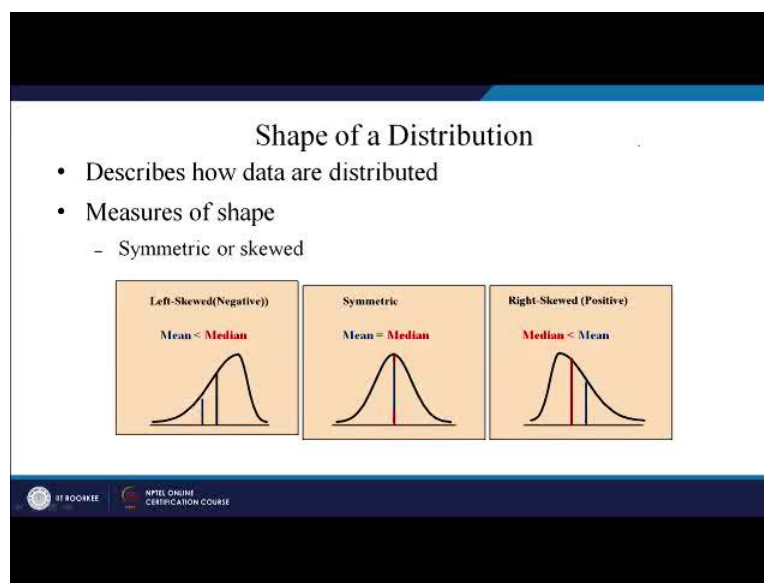 Shape of a Distribution
• Describes how data are distributed
• Measures of shape
– Symmetric or skewed
Left-Skewed(Negative))
Mean < Median
Symmetric
Mean = Median
Right-Skewed (Positive)
Median < Mean
IIT ROORKEE
NPTEL ONLINE
CERTIFICATION COURSE